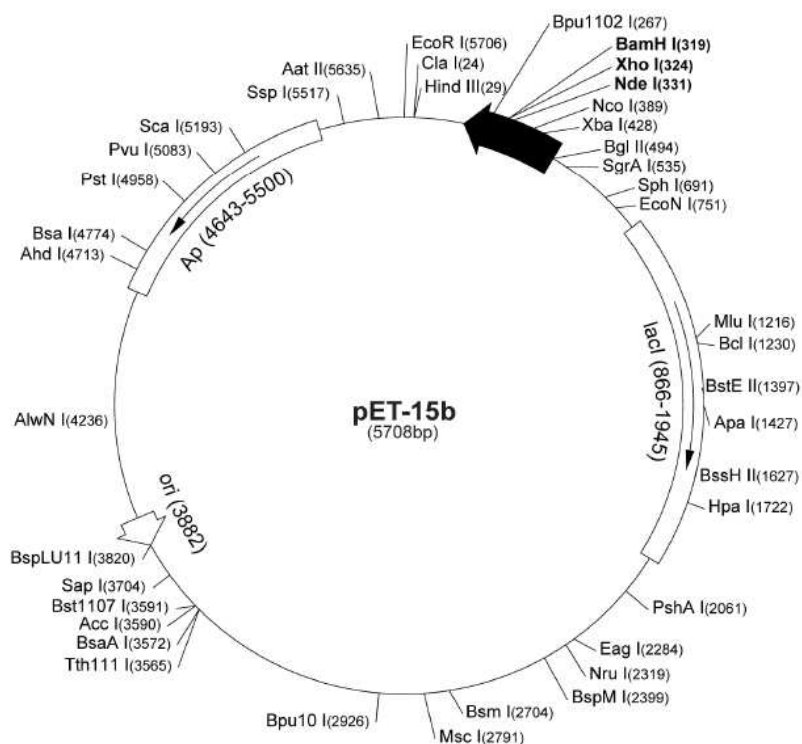 EcoR I(5706)
Cla I(24)
Hind III(29)
Bpu1102 I(267)
BamH I(319)
Xho I(324)
Nde I(331)
Nco I(389)
Xba I(428)
Bgl II(494)
SgrA I(535)
Sph I(691)
EcoN I(751)
Mlu I(1216)
Bcl I(1230)
BstE II(1397)
Apa I(1427)
BssH II(1627)
Hpa I(1722)
PshA I(2061)
Eag I(2284)
Nru I(2319)
BspM I(2399)
Bsm I(2704)
Msc I(2791)
Bpu10 I(2926)
Tth111 I(3565)
BsaA I(3572)
Acc I(3590)
Bst1107 I(3591)
Sap I(3704)
BspLU11 I(3820)
AlwN I(4236)
Ahd I(4713)
Bsa I(4774)
Pst I(4958)
Pvu I(5083)
Sca I(5193)
Ssp I(5517)
Aat II(5635)
Ap (4643-5500)
lacI (866-1945)
ori (3882)
pET-15b
(5708bp)